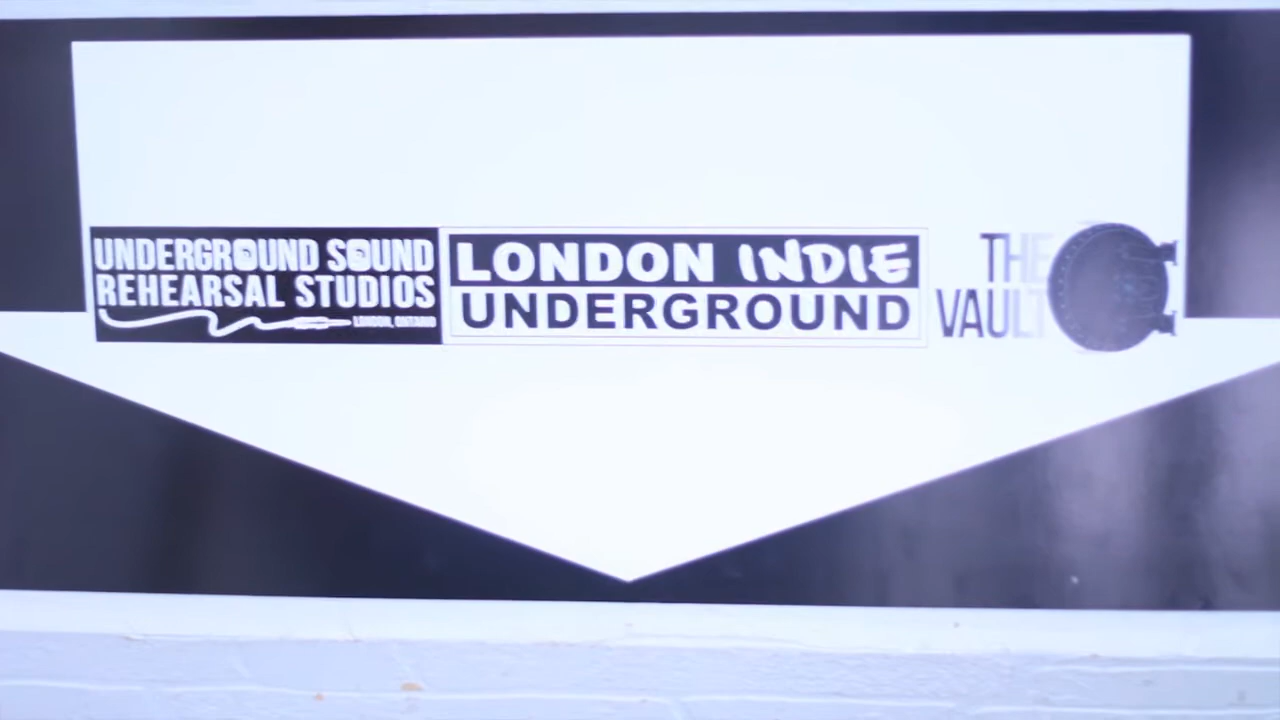 UNDERGROUND SOUND
REHEARSAL STUDIOS
LONDON, ONTARIO
LONDON INDIE
UNDERGROUND
THE
VAULT